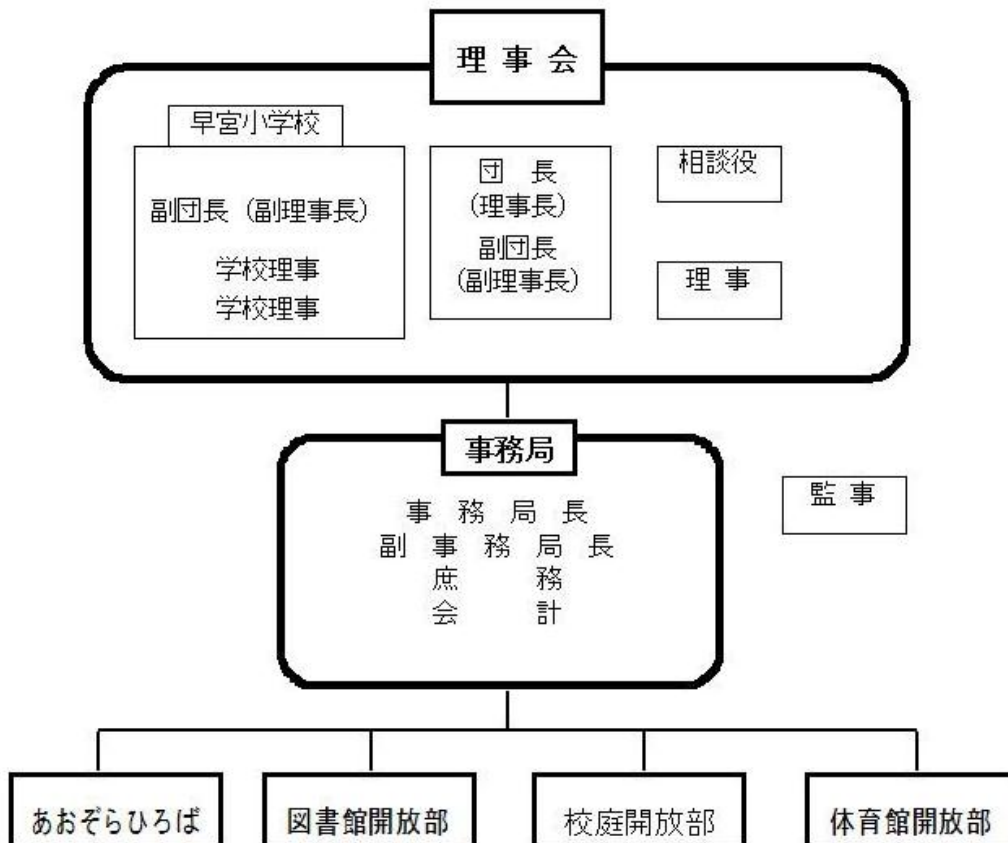 理 事 会
早宮小学校
副団長（副理事長）
学校理事
学校理事
団 長
(理事長)
副団長
(副理事長)
相談役
理 事
事務局
事 務 局 長
副 事 務 局 長
庶 務
会 計
監 事
あおぞらひろば
図書館開放部
校庭開放部
体育館開放部